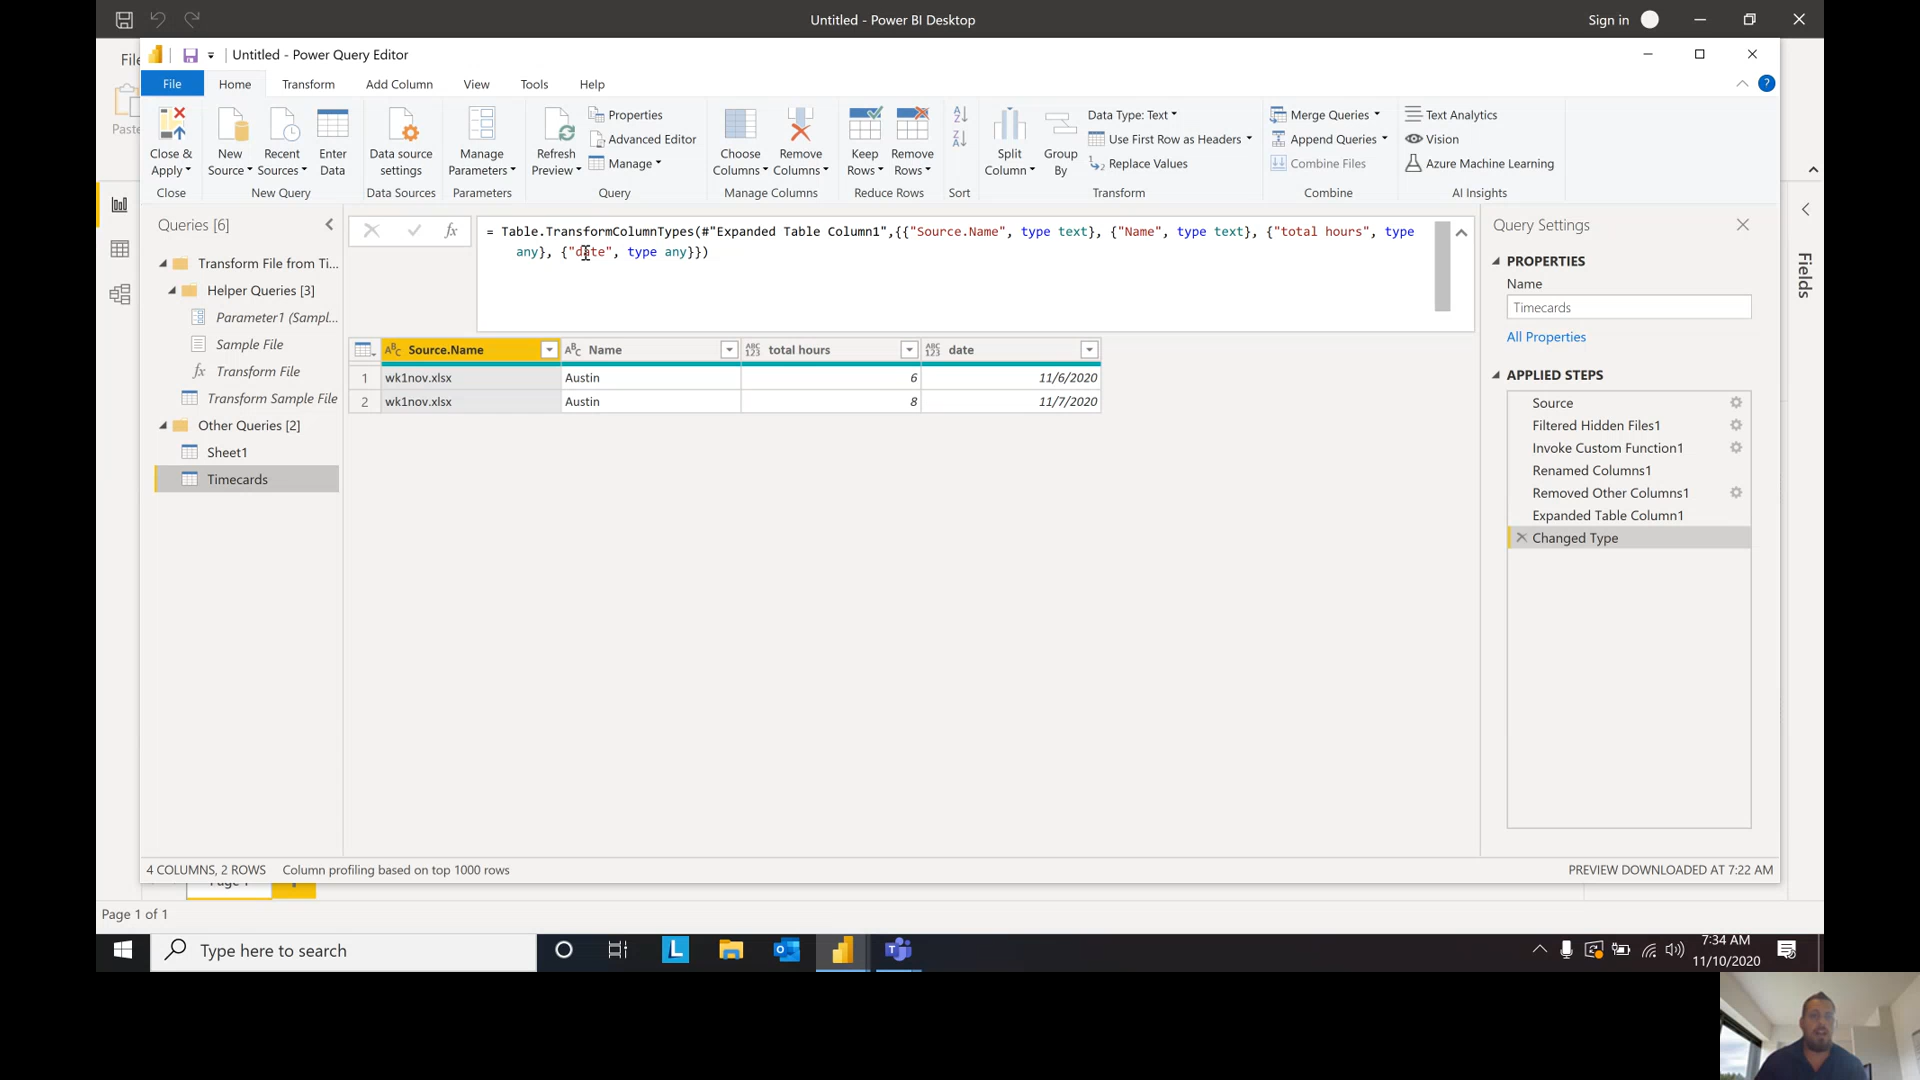 Untitled - Power BI Desktop
Sign in
Untitled - Power Query Editor
File
Home
Transform
Add Column
View
Tools
Help
Paste
Close & Apply
New Source
Recent Sources
Enter Data
Data source settings
Manage Parameters
Refresh Preview
Properties
Advanced Editor
Manage
Choose Columns
Remove Columns
Keep Rows
Remove Rows
Split Column
Group By
Data Type: Text
Use First Row as Headers
Replace Values
Merge Queries
Append Queries
Combine Files
Text Analytics
Vision
Azure Machine Learning
Close
New Query
Data Sources
Parameters
Query
Manage Columns
Reduce Rows
Sort
Transform
Combine
AI Insights
Queries [6]
Transform File from Ti...
Helper Queries [3]
Parameter1 (Sampl...
Sample File
fx Transform File
Transform Sample File
Other Queries [2]
Sheet1
Timecards
fx
= Table.TransformColumnTypes(#"Expanded Table Column1",{{"Source.Name", type text}, {"Name", type text}, {"total hours", type
any}, {"date", type any}})
ABC Source.Name
ABC Name
ABC 123 total hours
ABC 123 date
1 wk1nov.xlsx Austin 6 11/6/2020
2 wk1nov.xlsx Austin 8 11/7/2020
Query Settings
PROPERTIES
Name
Timecards
All Properties
APPLIED STEPS
Source
Filtered Hidden Files1
Invoke Custom Function1
Renamed Columns1
Removed Other Columns1
Expanded Table Column1
Changed Type
Fields
4 COLUMNS, 2 ROWS
Column profiling based on top 1000 rows
PREVIEW DOWNLOADED AT 7:22 AM
Page 1
Page 1 of 1
Type here to search
7:34 AM
11/10/2020